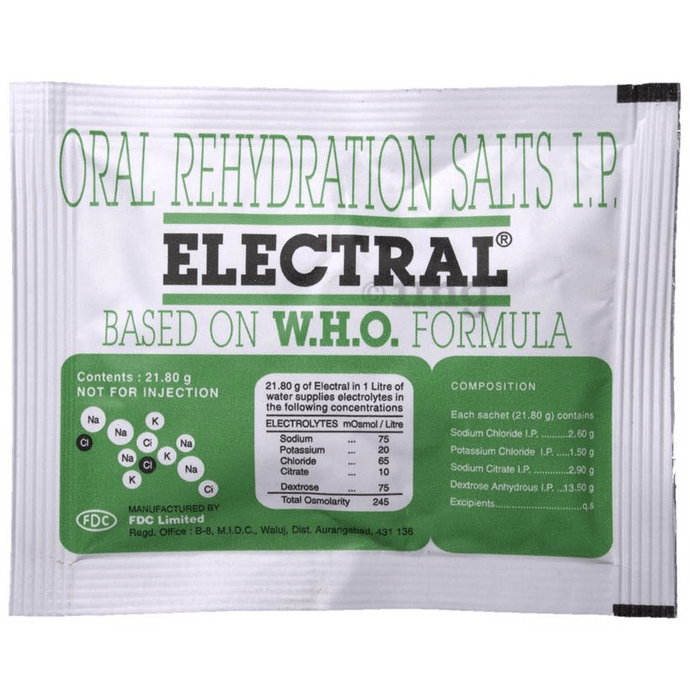 ORAL REHYDRATION SALTS I.P.
ELECTRAL®
BASED ON W.H.O. FORMULA
Contents : 21.80 g
NOT FOR INJECTION
Na
K
Cl
Na
Ci
Na
Na
Cl
Na
K
K
Na
Ci
MANUFACTURED BY
FDC
FDC Limited
Regd. Office : B-8, M.I.D.C., Waluj, Dist. Aurangabad, 431 136
21.80 g of Electral in 1 Litre of
water supplies electrolytes in
the following concentrations
ELECTROLYTES mOsmol / Litre
Sodium ... 75
Potassium ... 20
Chloride ... 65
Citrate ... 10
Dextrose ... 75
Total Osmolarity 245
COMPOSITION
Each sachet (21.80 g) contains
Sodium Chloride I.P. ..........2.60 g
Potassium Chloride I.P. .....1.50 g
Sodium Citrate I.P. ............2.90 g
Dextrose Anhydrous I.P. ...13.50 g
Excipients.............................q.s
© 1mg